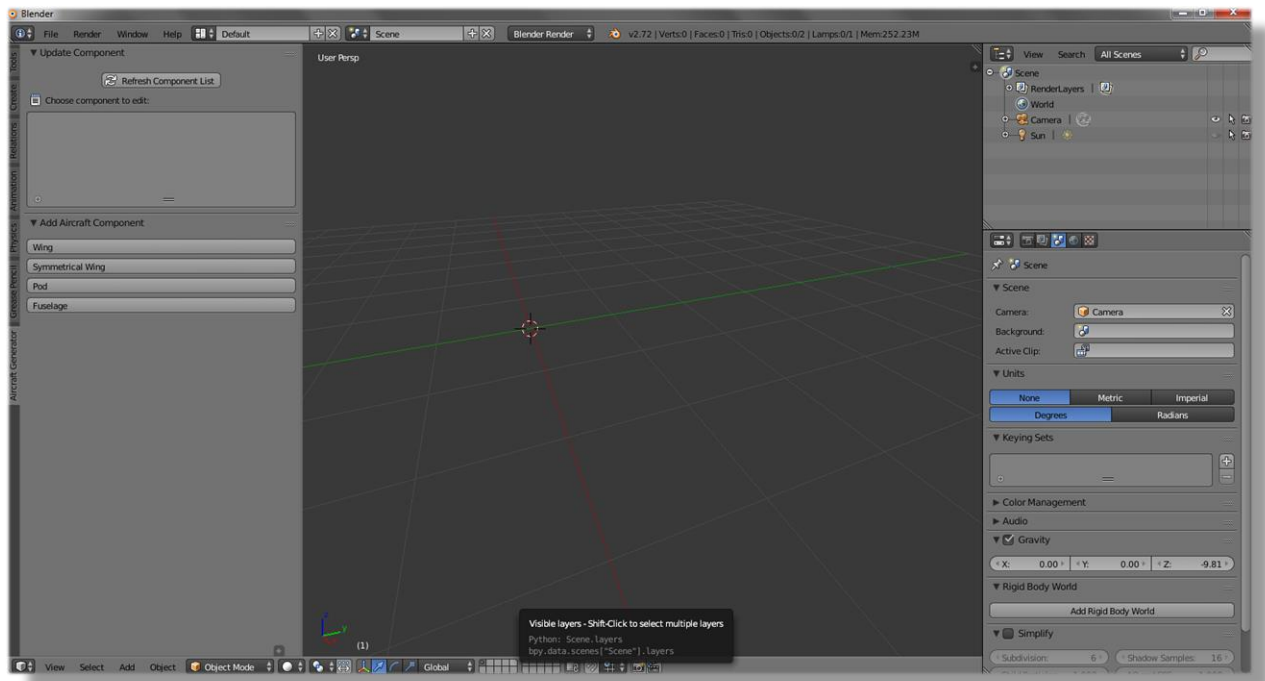 Blender
File Render Window Help Default Scene Blender Render v2.72 | Verts:0 | Faces:0 | Tris:0 | Objects:0/2 | Lamps:0/1 | Mem:252.23M
Tools
Create
Relations
Animation
Physics
Grease Pencil
Aircraft Generator
Update Component
Refresh Component List
Choose component to edit:
Add Aircraft Component
Wing
Symmetrical Wing
Pod
Fuselage
User Persp
z
y
(1)
Visible layers - Shift-Click to select multiple layers
Python: Scene.layers
bpy.data.scenes["Scene"].layers
View Select Add Object Object Mode Global
View Search All Scenes
Scene
RenderLayers |
World
Camera |
Sun |
Scene
Scene
Camera: Camera
Background:
Active Clip:
Units
None Metric Imperial
Degrees Radians
Keying Sets
Color Management
Audio
Gravity
X: 0.00 Y: 0.00 Z: -9.81
Rigid Body World
Add Rigid Body World
Simplify
Subdivision: 6 Shadow Samples: 16